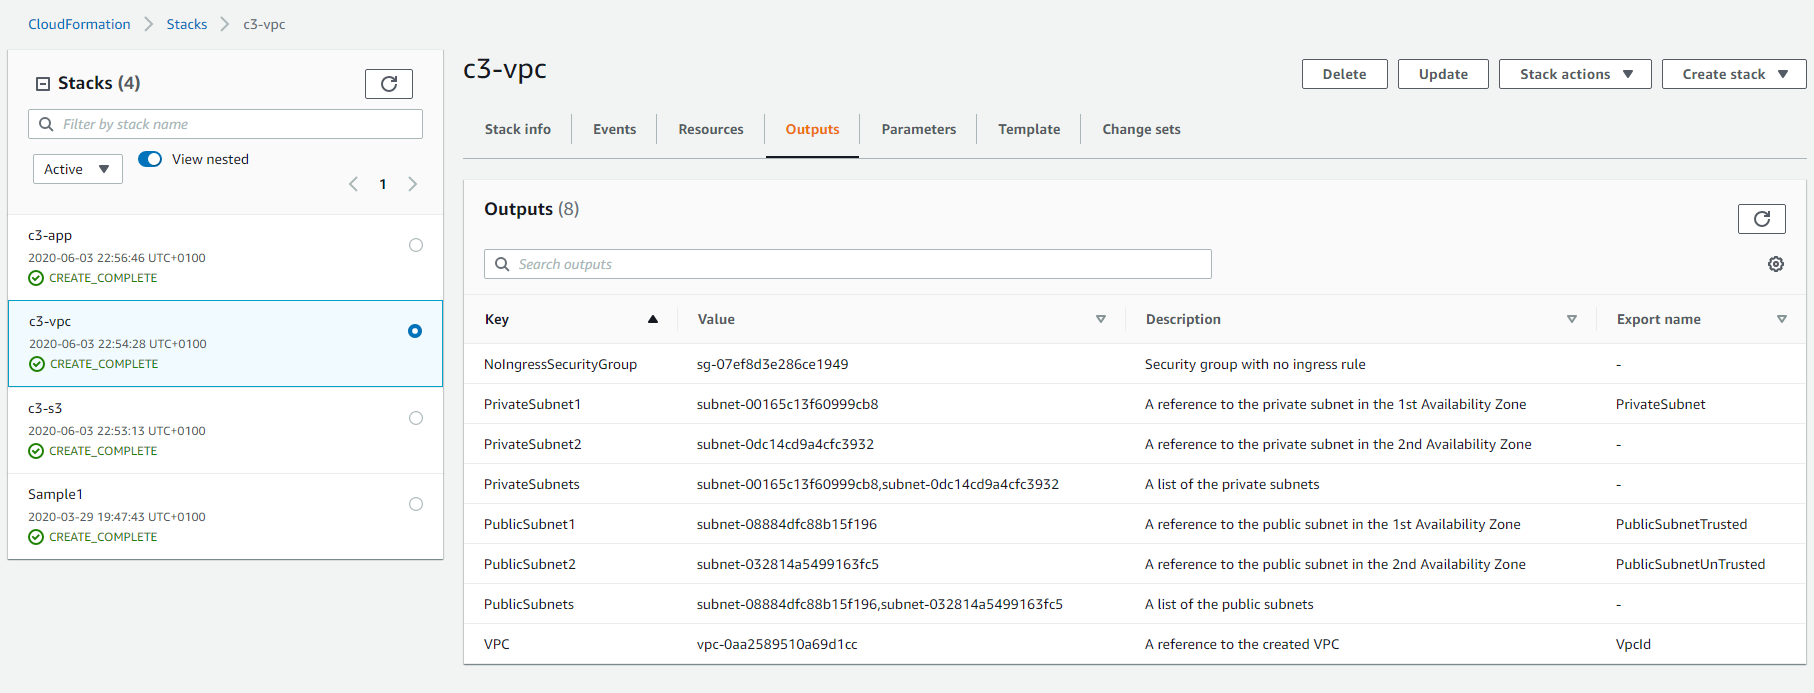 CloudFormation > Stacks > c3-vpc
Stacks (4)
Filter by stack name
Active
View nested
1
c3-app
2020-06-03 22:56:46 UTC+0100
CREATE_COMPLETE
c3-vpc
2020-06-03 22:54:28 UTC+0100
CREATE_COMPLETE
c3-s3
2020-06-03 22:53:13 UTC+0100
CREATE_COMPLETE
Sample1
2020-03-29 19:47:43 UTC+0100
CREATE_COMPLETE
c3-vpc
Delete Update Stack actions Create stack
Stack info Events Resources Outputs Parameters Template Change sets
Outputs (8)
Search outputs
Key Value Description Export name
NoIngressSecurityGroup sg-07ef8d3e286ce1949 Security group with no ingress rule -
PrivateSubnet1 subnet-00165c13f60999cb8 A reference to the private subnet in the 1st Availability Zone PrivateSubnet
PrivateSubnet2 subnet-0dc14cd9a4cfc3932 A reference to the private subnet in the 2nd Availability Zone -
PrivateSubnets subnet-00165c13f60999cb8,subnet-0dc14cd9a4cfc3932 A list of the private subnets -
PublicSubnet1 subnet-08884dfc88b15f196 A reference to the public subnet in the 1st Availability Zone PublicSubnetTrusted
PublicSubnet2 subnet-032814a5499163fc5 A reference to the public subnet in the 2nd Availability Zone PublicSubnetUnTrusted
PublicSubnets subnet-08884dfc88b15f196,subnet-032814a5499163fc5 A list of the public subnets -
VPC vpc-0aa2589510a69d1cc A reference to the created VPC VpcId